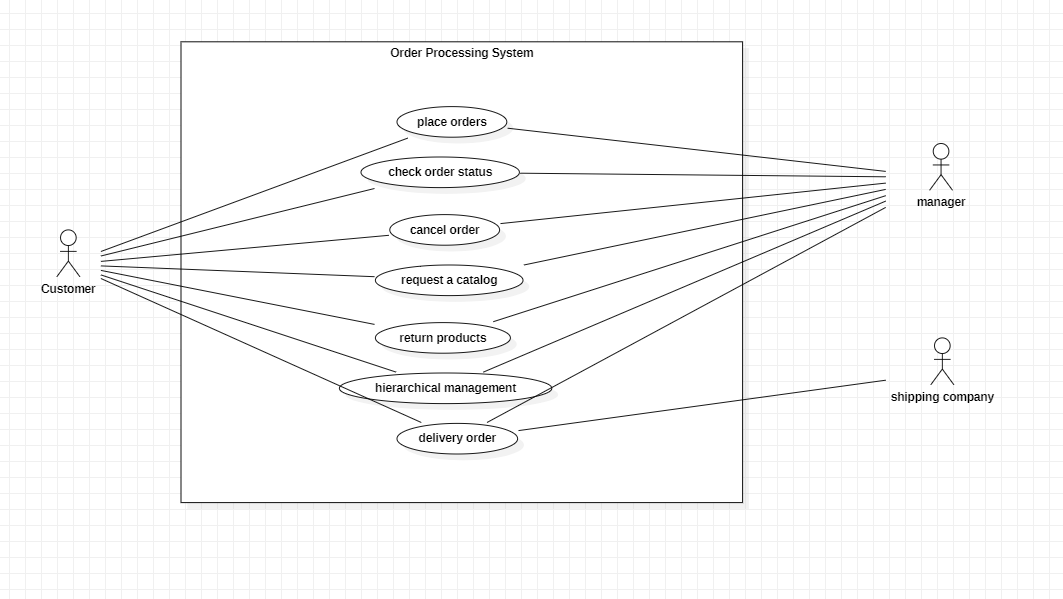 Order Processing System
place orders
check order status
manager
cancel order
Customer
request a catalog
return products
hierarchical management
shipping company
delivery order